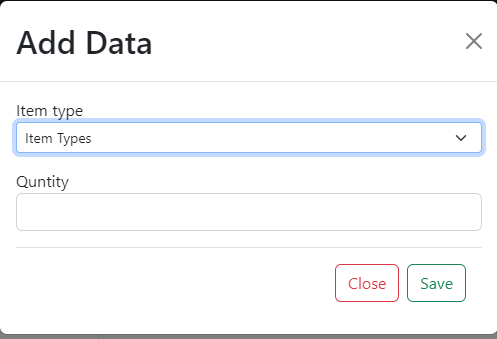 Add Data
Item type
Item Types
Quntity
Close Save